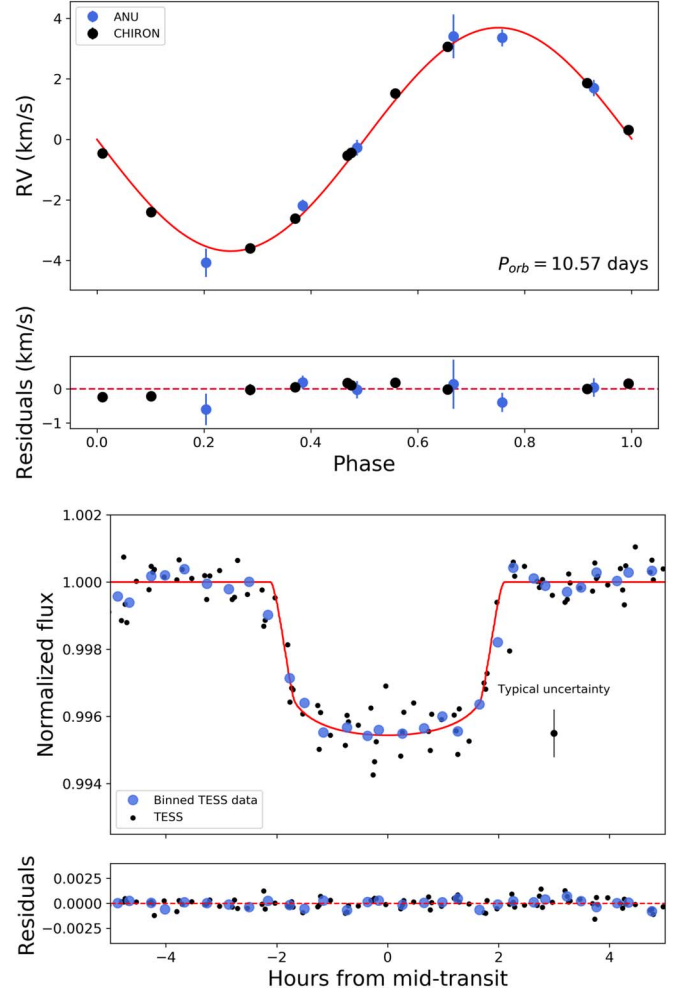 ANU
CHIRON
4
2
0
−2
−4
RV (km/s)
P_orb = 10.57 days
0
−1
Residuals (km/s)
0.0 0.2 0.4 0.6 0.8 1.0
Phase
1.002
1.000
0.998
0.996
0.994
Normalized flux
Typical uncertainty
Binned TESS data
TESS
0.0025
0.0000
−0.0025
Residuals
−4 −2 0 2 4
Hours from mid-transit